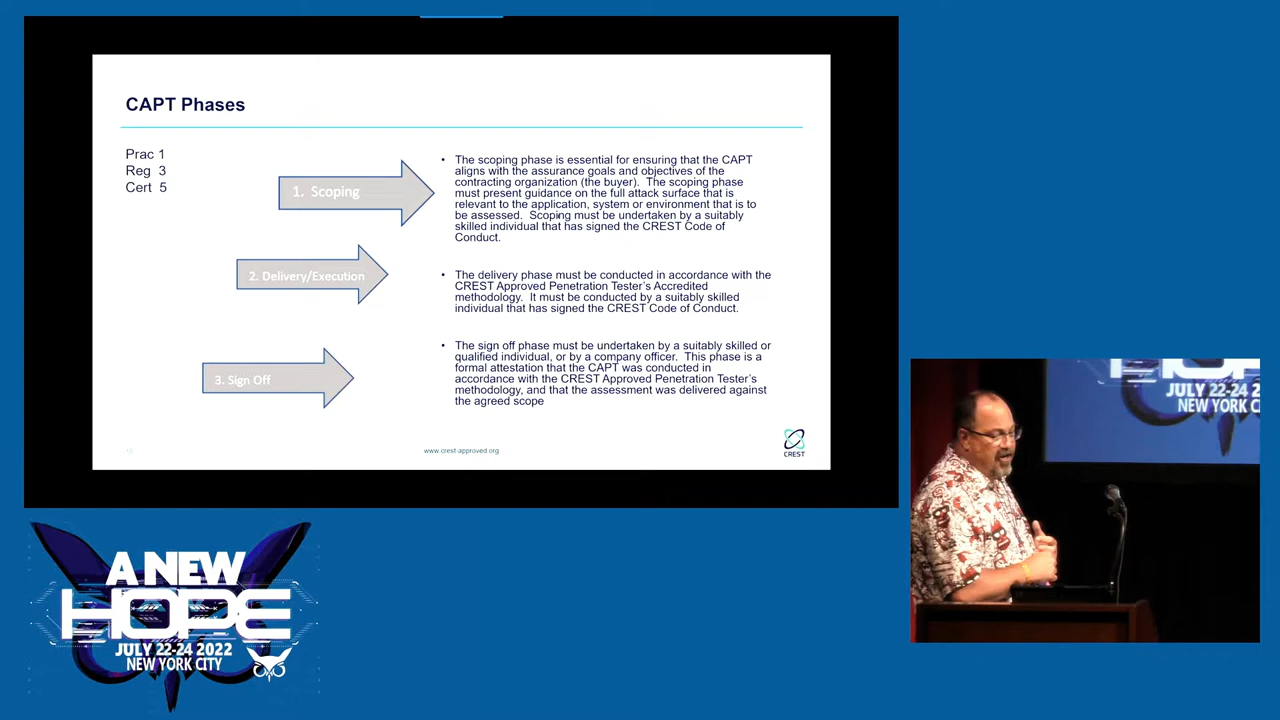 CAPT Phases
Prac 1
Reg 3
Cert 5
1. Scoping
• The scoping phase is essential for ensuring that the CAPT
aligns with the assurance goals and objectives of the
contracting organization (the buyer). The scoping phase
must present guidance on the full attack surface that is
relevant to the application, system or environment that is to
be assessed. Scoping must be undertaken by a suitably
skilled individual that has signed the CREST Code of
Conduct.
2. Delivery/Execution
• The delivery phase must be conducted in accordance with the
CREST Approved Penetration Tester's Accredited
methodology. It must be conducted by a suitably skilled
individual that has signed the CREST Code of Conduct.
3. Sign Off
• The sign off phase must be undertaken by a suitably skilled or
qualified individual, or by a company officer. This phase is a
formal attestation that the CAPT was conducted in
accordance with the CREST Approved Penetration Tester's
methodology, and that the assessment was delivered against
the agreed scope
www.crest-approved.org
CREST
A NEW
HOPE
JULY 22-24 2022
NEW YORK CITY
JULY 22-24 2
NEW YORK C